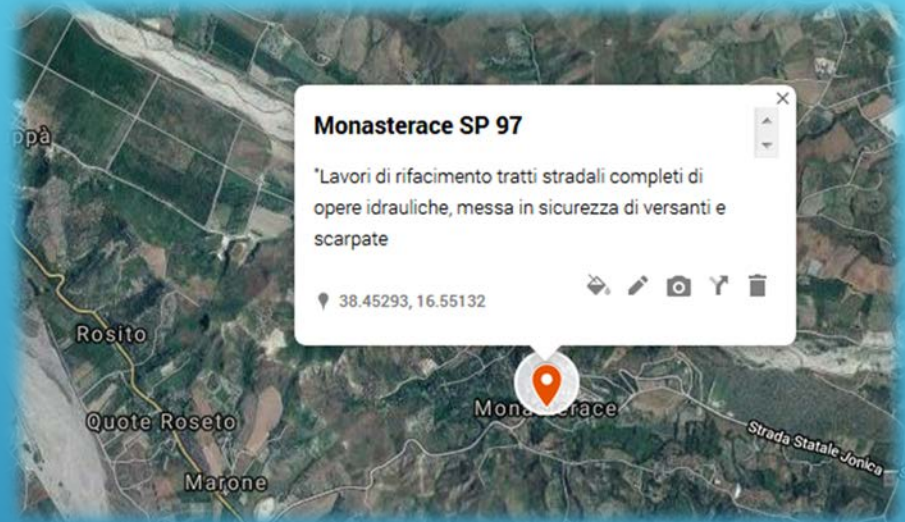 ppà
Monasterace SP 97
"Lavori di rifacimento tratti stradali completi di
opere idrauliche, messa in sicurezza di versanti e
scarpate
38.45293, 16.55132
Rosito
Monasterace
Quote Roseto
Strada Statale Jonica
Marone